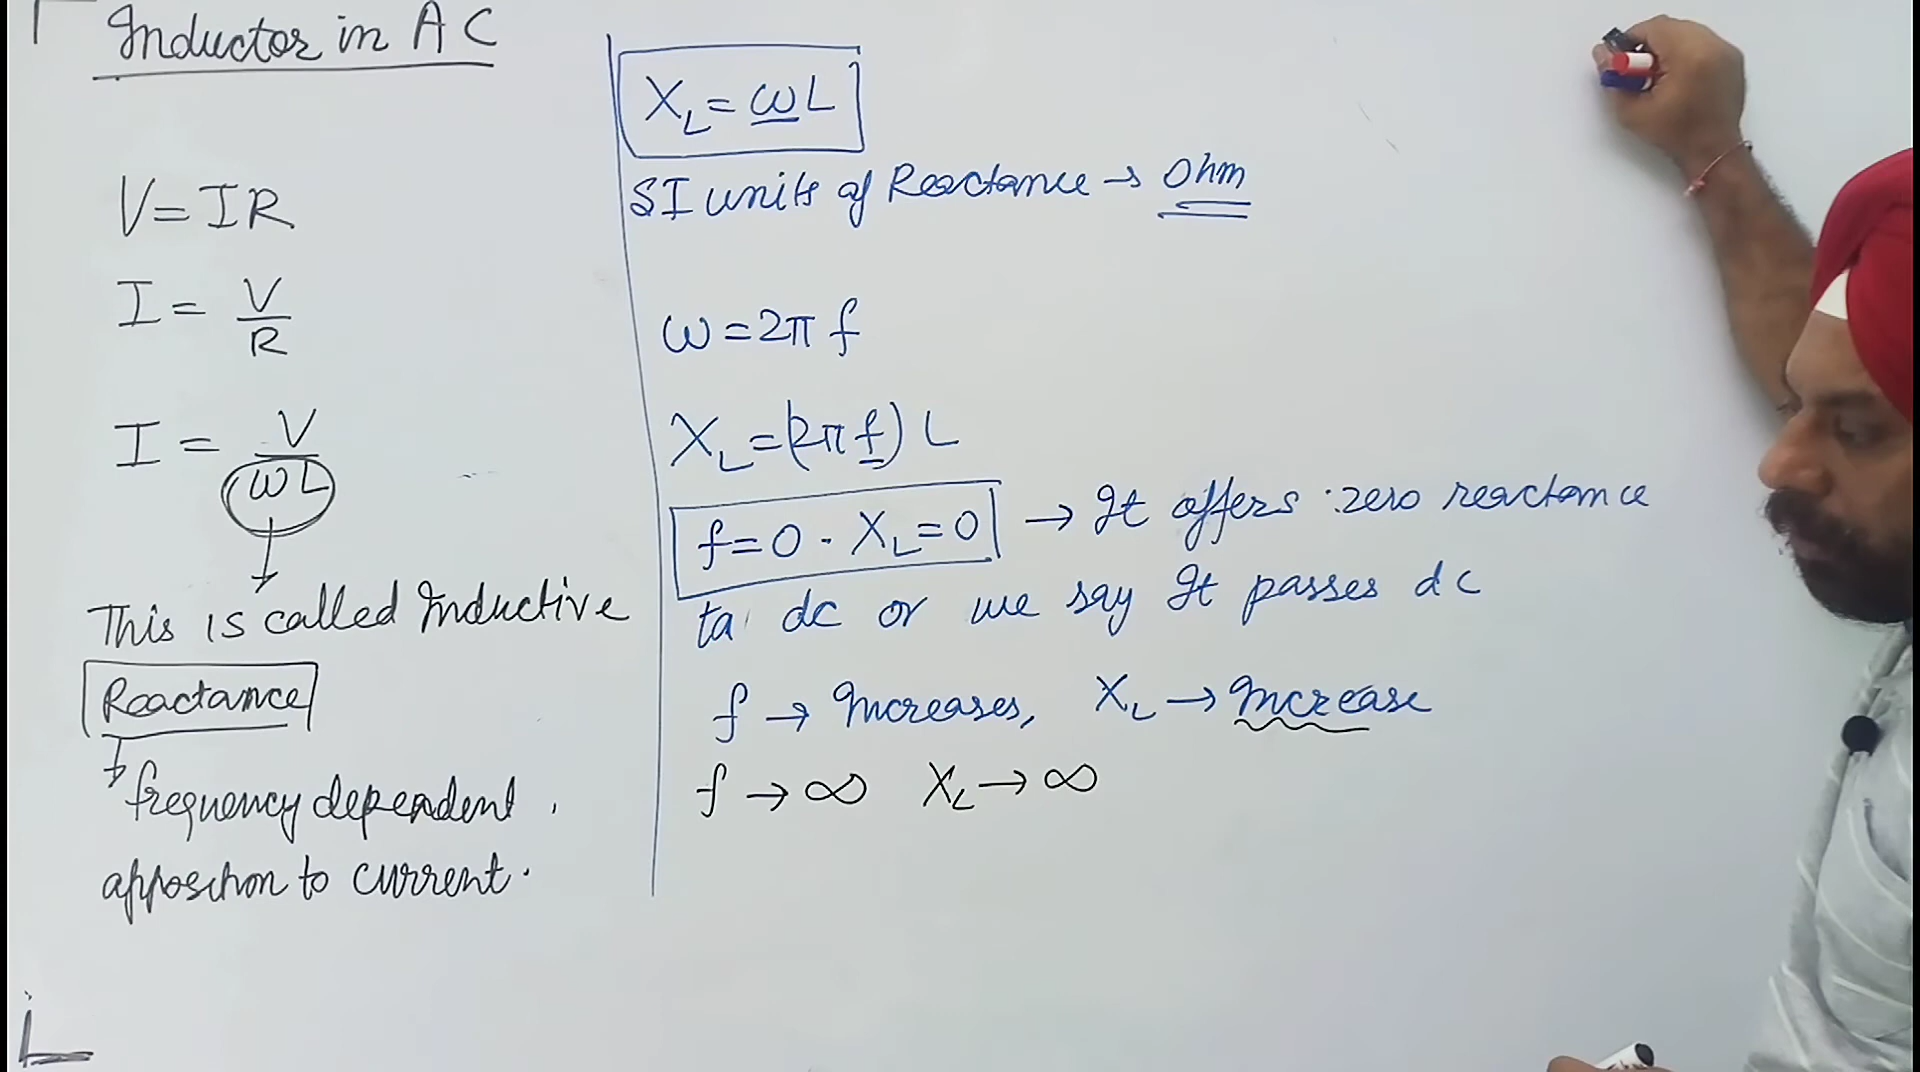 Inductor in AC
V = IR
I = V/R
I = V/ωL
This is called Inductive
Reactance
frequency dependent
opposition to current.
X_L = ωL
SI units of Reactance → Ohm
ω = 2π f
X_L = (2π f) L
f = 0 - X_L = 0 → It offers zero reactance
to dc or we say It passes dc
f → Increases, X_L → Increase
f → ∞ X_L → ∞